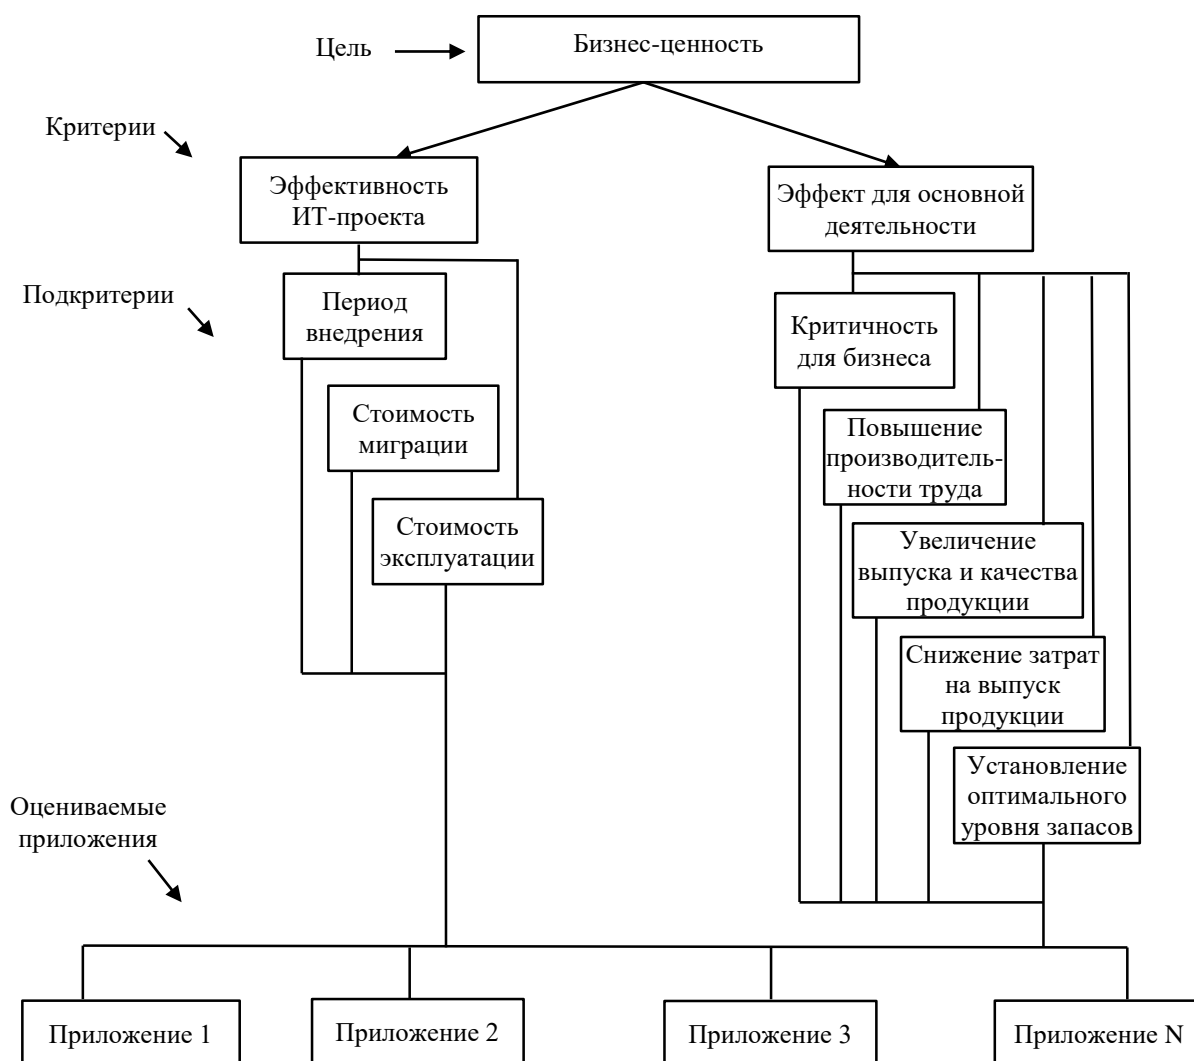 Цель
Бизнес-ценность
Критерии
Эффективность
ИТ-проекта
Эффект для основной
деятельности
Подкритерии
Период
внедрения
Стоимость
миграции
Стоимость
эксплуатации
Критичность
для бизнеса
Повышение
производитель-
ности труда
Увеличение
выпуска и качества
продукции
Снижение затрат
на выпуск
продукции
Установление
оптимального
уровня запасов
Оцениваемые
приложения
Приложение 1
Приложение 2
Приложение 3
Приложение N